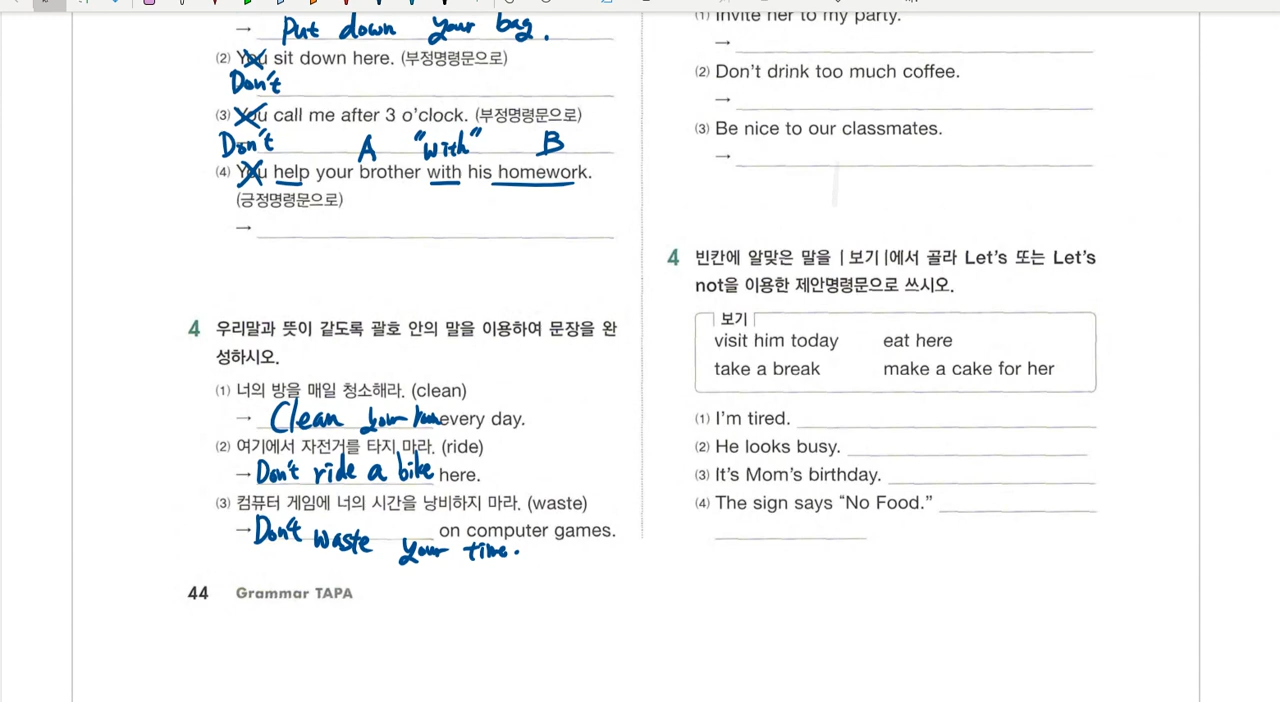 → Put down your bag.
(2) You sit down here. (부정명령문으로)
Don't
(3) You call me after 3 o'clock. (부정명령문으로)
Don't A "with" B
(4) You help your brother with his homework.
(긍정명령문으로)
→
4 우리말과 뜻이 같도록 괄호 안의 말을 이용하여 문장을 완
성하시오.
(1) 너의 방을 매일 청소해라. (clean)
→ Clean your room every day.
(2) 여기에서 자전거를 타지 마라. (ride)
→ Don't ride a bike here.
(3) 컴퓨터 게임에 너의 시간을 낭비하지 마라. (waste)
→ Don't waste your time. on computer games.
44 Grammar TAPA
(1) Invite her to my party.
→
(2) Don't drink too much coffee.
→
(3) Be nice to our classmates.
→
4 빈칸에 알맞은 말을 |보기|에서 골라 Let's 또는 Let's
not을 이용한 제안명령문으로 쓰시오.
보기
visit him today eat here
take a break make a cake for her
(1) I'm tired.
(2) He looks busy.
(3) It's Mom's birthday.
(4) The sign says “No Food.”